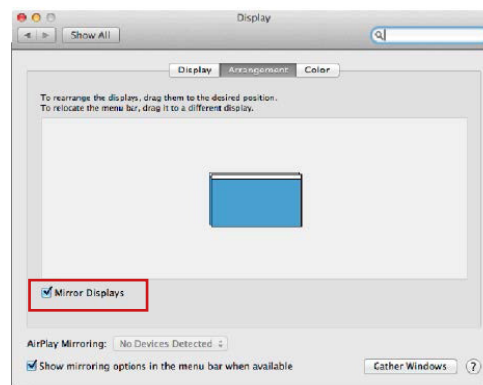 Display
Show All
Display Arrangement Color
To rearrange the displays, drag them to the desired position.
To relocate the menu bar, drag it to a different display.
Mirror Displays
AirPlay Mirroring: No Devices Detected
Show mirroring options in the menu bar when available
Gather Windows ?